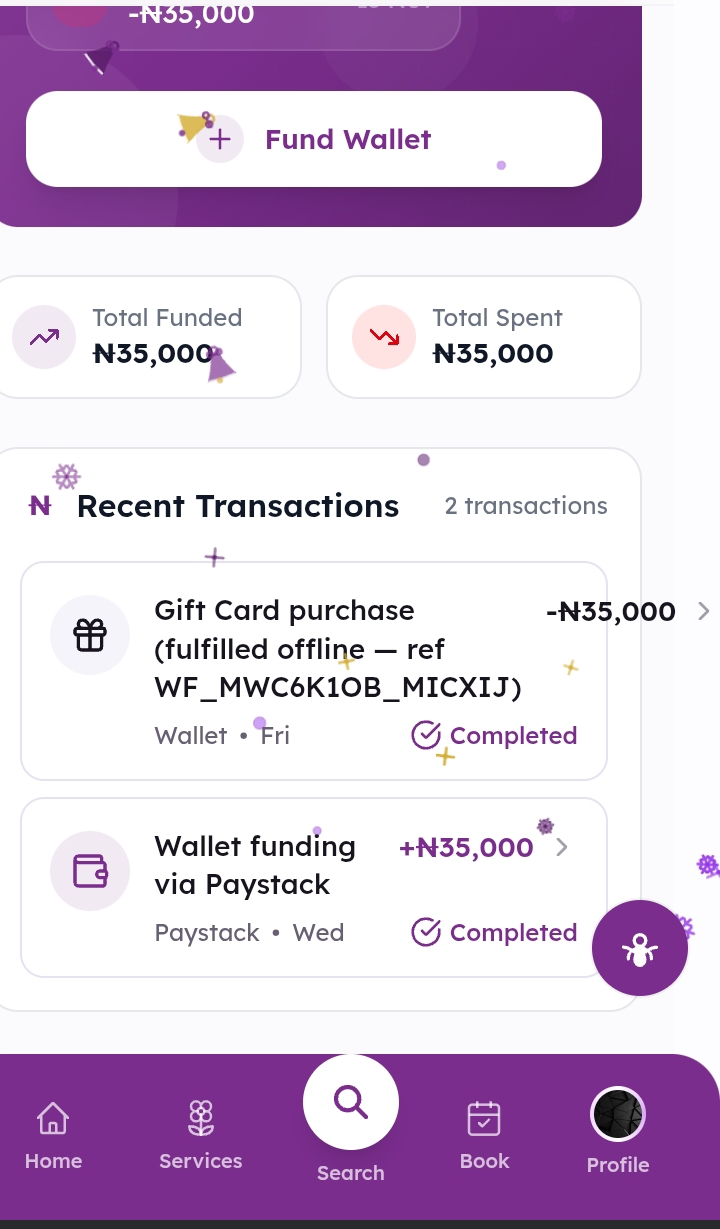 -₦35,000
Fund Wallet
Total Funded
₦35,000
Total Spent
₦35,000
₦ Recent Transactions
2 transactions
Gift Card purchase
(fulfilled offline — ref
WF_MWC6K1OB_MICXIJ)
-₦35,000
Wallet • Fri
Completed
Wallet funding
via Paystack
+₦35,000
Paystack • Wed
Completed
Home
Services
Search
Book
Profile